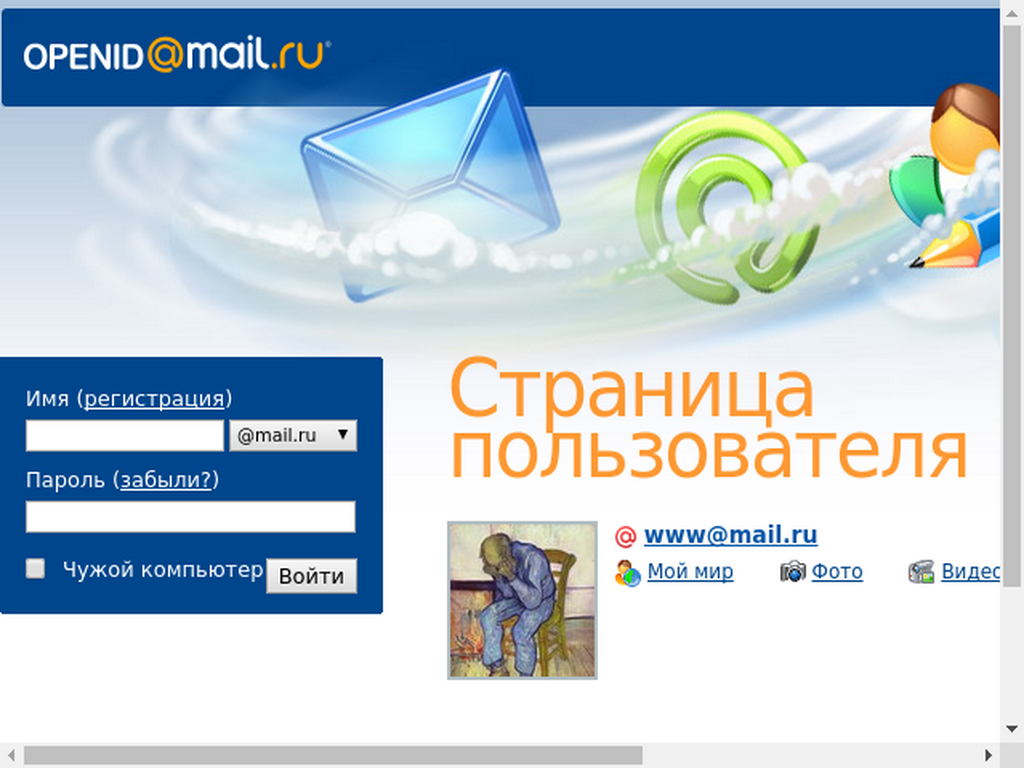 OPENID@mail.ru®
Имя (регистрация)
@mail.ru
Пароль (забыли?)
Чужой компьютер
Войти
Страница
пользователя
www@mail.ru
Мой мир
Фото
Видео